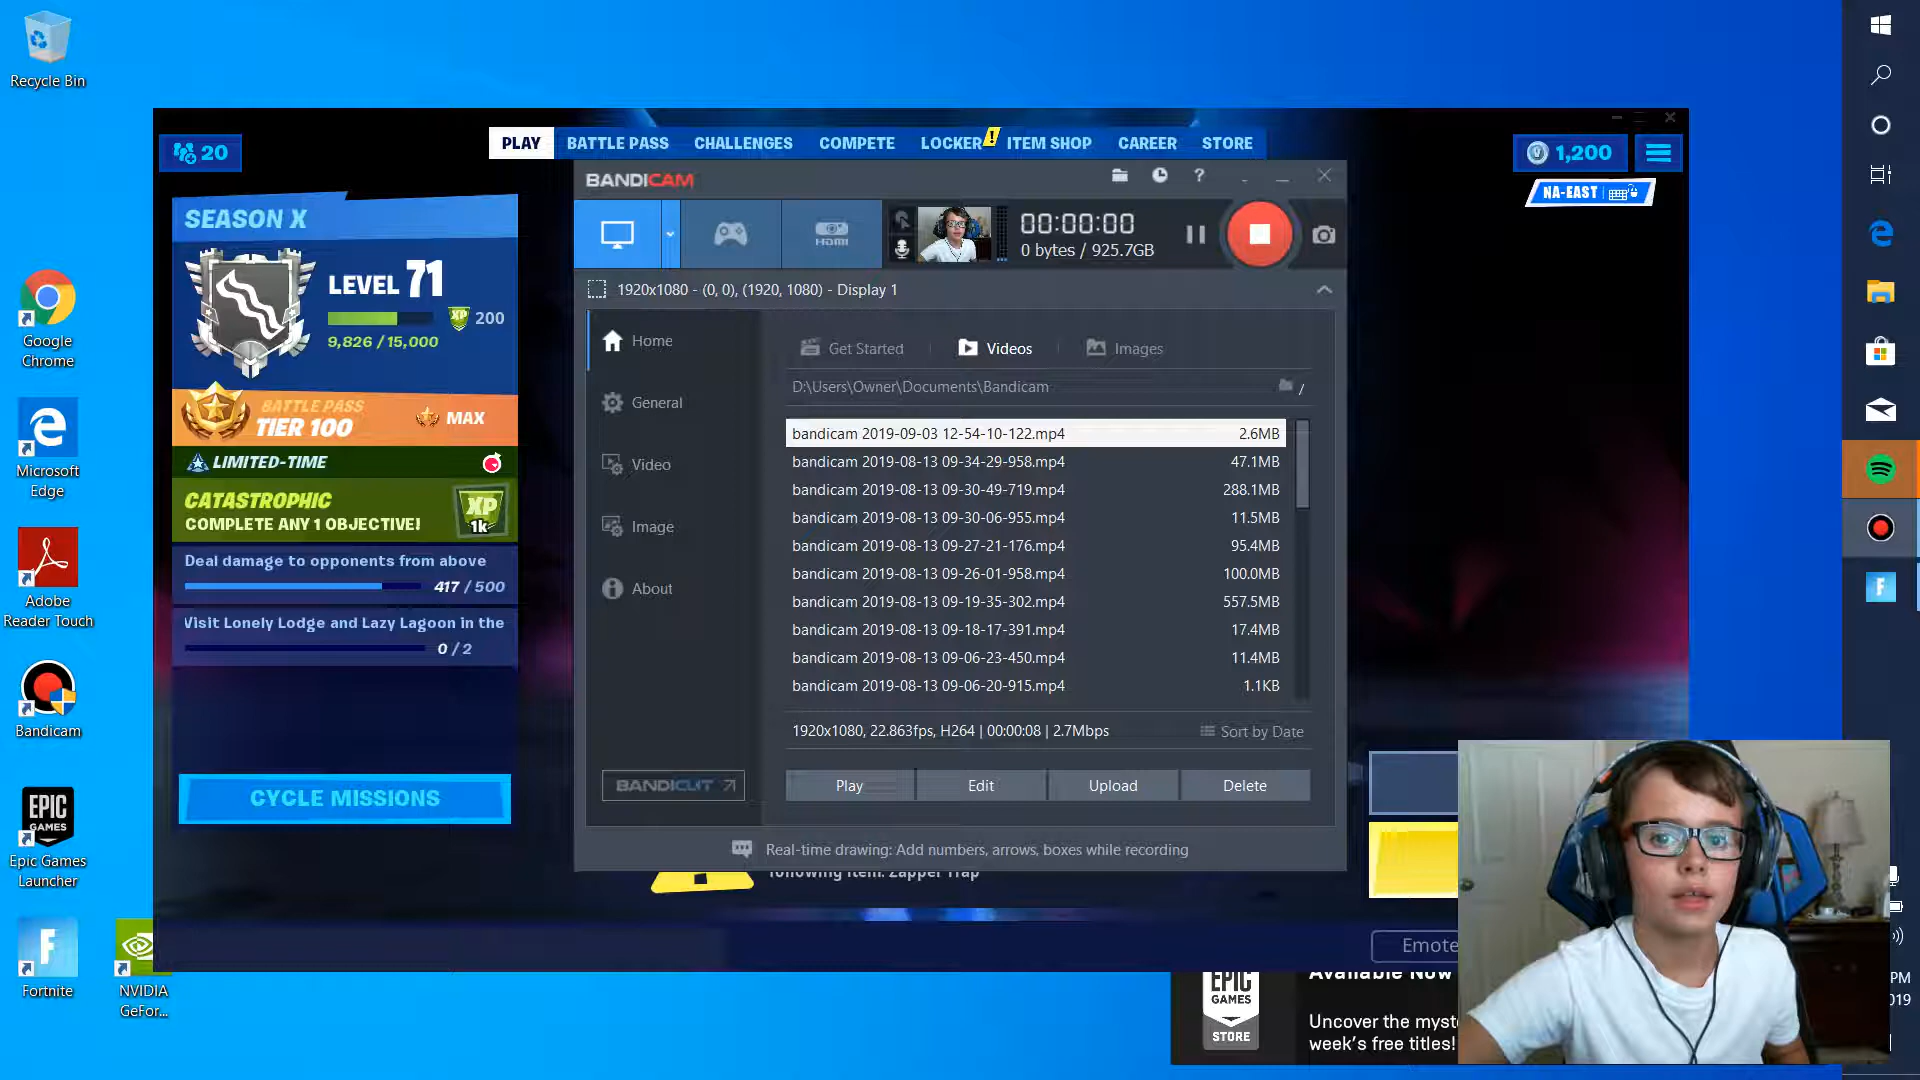 Recycle Bin
Google
Chrome
Microsoft
Edge
Adobe
Reader Touch
Bandicam
EPIC
GAMES
Epic Games
Launcher
Fortnite
NVIDIA
GeFor...
20
PLAY
BATTLE PASS
CHALLENGES
COMPETE
LOCKER
!
ITEM SHOP
CAREER
STORE
1,200
NA-EAST
SEASON X
LEVEL 71
XP
200
9,826 / 15,000
BATTLE PASS
TIER 100
MAX
LIMITED-TIME
CATASTROPHIC
COMPLETE ANY 1 OBJECTIVE!
XP
1k
Deal damage to opponents from above
417 / 500
Visit Lonely Lodge and Lazy Lagoon in the
0 / 2
CYCLE MISSIONS
BANDICAM
?
HDMI
00:00:00
0 bytes / 925.7GB
1920x1080 - (0, 0), (1920, 1080) - Display 1
Home
General
Video
Image
About
BANDICUT
Get Started
Videos
Images
D:\Users\Owner\Documents\Bandicam
/
bandicam 2019-09-03 12-54-10-122.mp4 2.6MB
bandicam 2019-08-13 09-34-29-958.mp4 47.1MB
bandicam 2019-08-13 09-30-49-719.mp4 288.1MB
bandicam 2019-08-13 09-30-06-955.mp4 11.5MB
bandicam 2019-08-13 09-27-21-176.mp4 95.4MB
bandicam 2019-08-13 09-26-01-958.mp4 100.0MB
bandicam 2019-08-13 09-19-35-302.mp4 557.5MB
bandicam 2019-08-13 09-18-17-391.mp4 17.4MB
bandicam 2019-08-13 09-06-23-450.mp4 11.4MB
bandicam 2019-08-13 09-06-20-915.mp4 1.1KB
1920x1080, 22.863fps, H264 | 00:00:08 | 2.7Mbps
Sort by Date
Play
Edit
Upload
Delete
Real-time drawing: Add numbers, arrows, boxes while recording
following item: Zapper Trap
Emote
EPIC
GAMES
STORE
Available Now
Uncover the myst
week's free titles!
PM
019